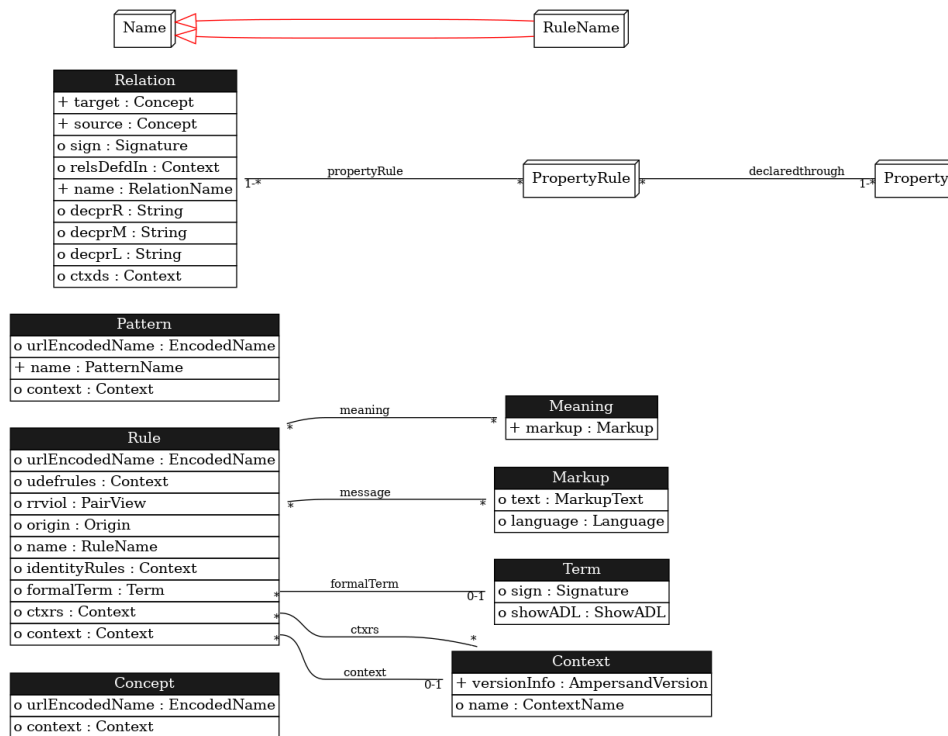 Name
RuleName
Relation
+ target : Concept
+ source : Concept
o sign : Signature
o relsDefdIn : Context
+ name : RelationName
o decprR : String
o decprM : String
o decprL : String
o ctxds : Context
1-*
propertyRule
*
PropertyRule
*
declaredthrough
1-*
Property
Pattern
o urlEncodedName : EncodedName
+ name : PatternName
o context : Context
Rule
o urlEncodedName : EncodedName
o udefrules : Context
o rrviol : PairView
o origin : Origin
o name : RuleName
o identityRules : Context
o formalTerm : Term
o ctxrs : Context
o context : Context
*
meaning
*
Meaning
+ markup : Markup
*
message
*
Markup
o text : MarkupText
o language : Language
*
formalTerm
0-1
Term
o sign : Signature
o showADL : ShowADL
*
ctxrs
*
*
context
0-1
Context
+ versionInfo : AmpersandVersion
o name : ContextName
Concept
o urlEncodedName : EncodedName
o context : Context